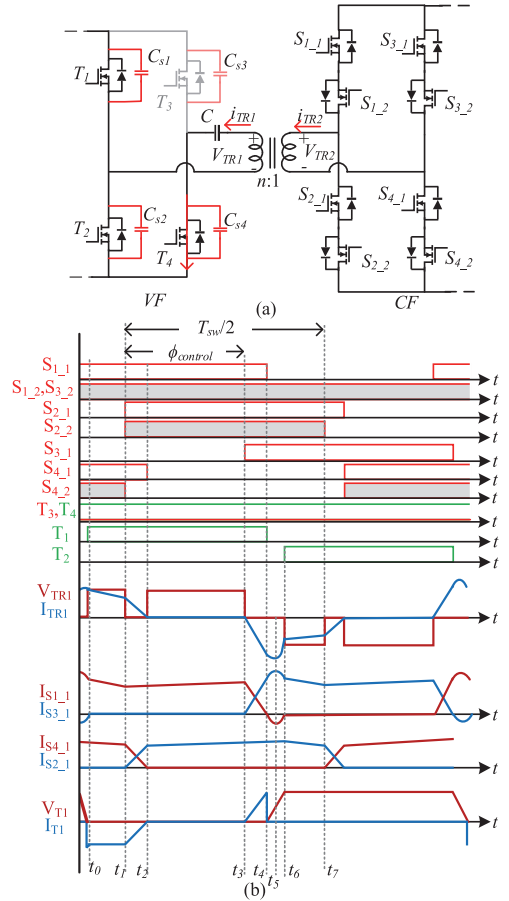 T1 Cs1 Cs3 S1_1 S3_1
T3
C iTR1 iTR2 S1_2 S3_2
+ VTR1 + VTR2
- -
n:1
S2_1 S4_1
T2 Cs2 Cs4
T4 S2_2 S4_2
VF CF
(a)
Tsw/2
ϕcontrol
S1_1 t
S1_2,S3_2 t
S2_1 t
S2_2 t
S3_1 t
S4_1 t
S4_2 t
T3,T4 t
T1 t
T2 t
VTR1
ITR1 t
IS1_1
IS3_1 t
IS4_1
IS2_1 t
VT1
IT1 t
t0 t1 t2 t3 t4 t5 t6 t7
(b)